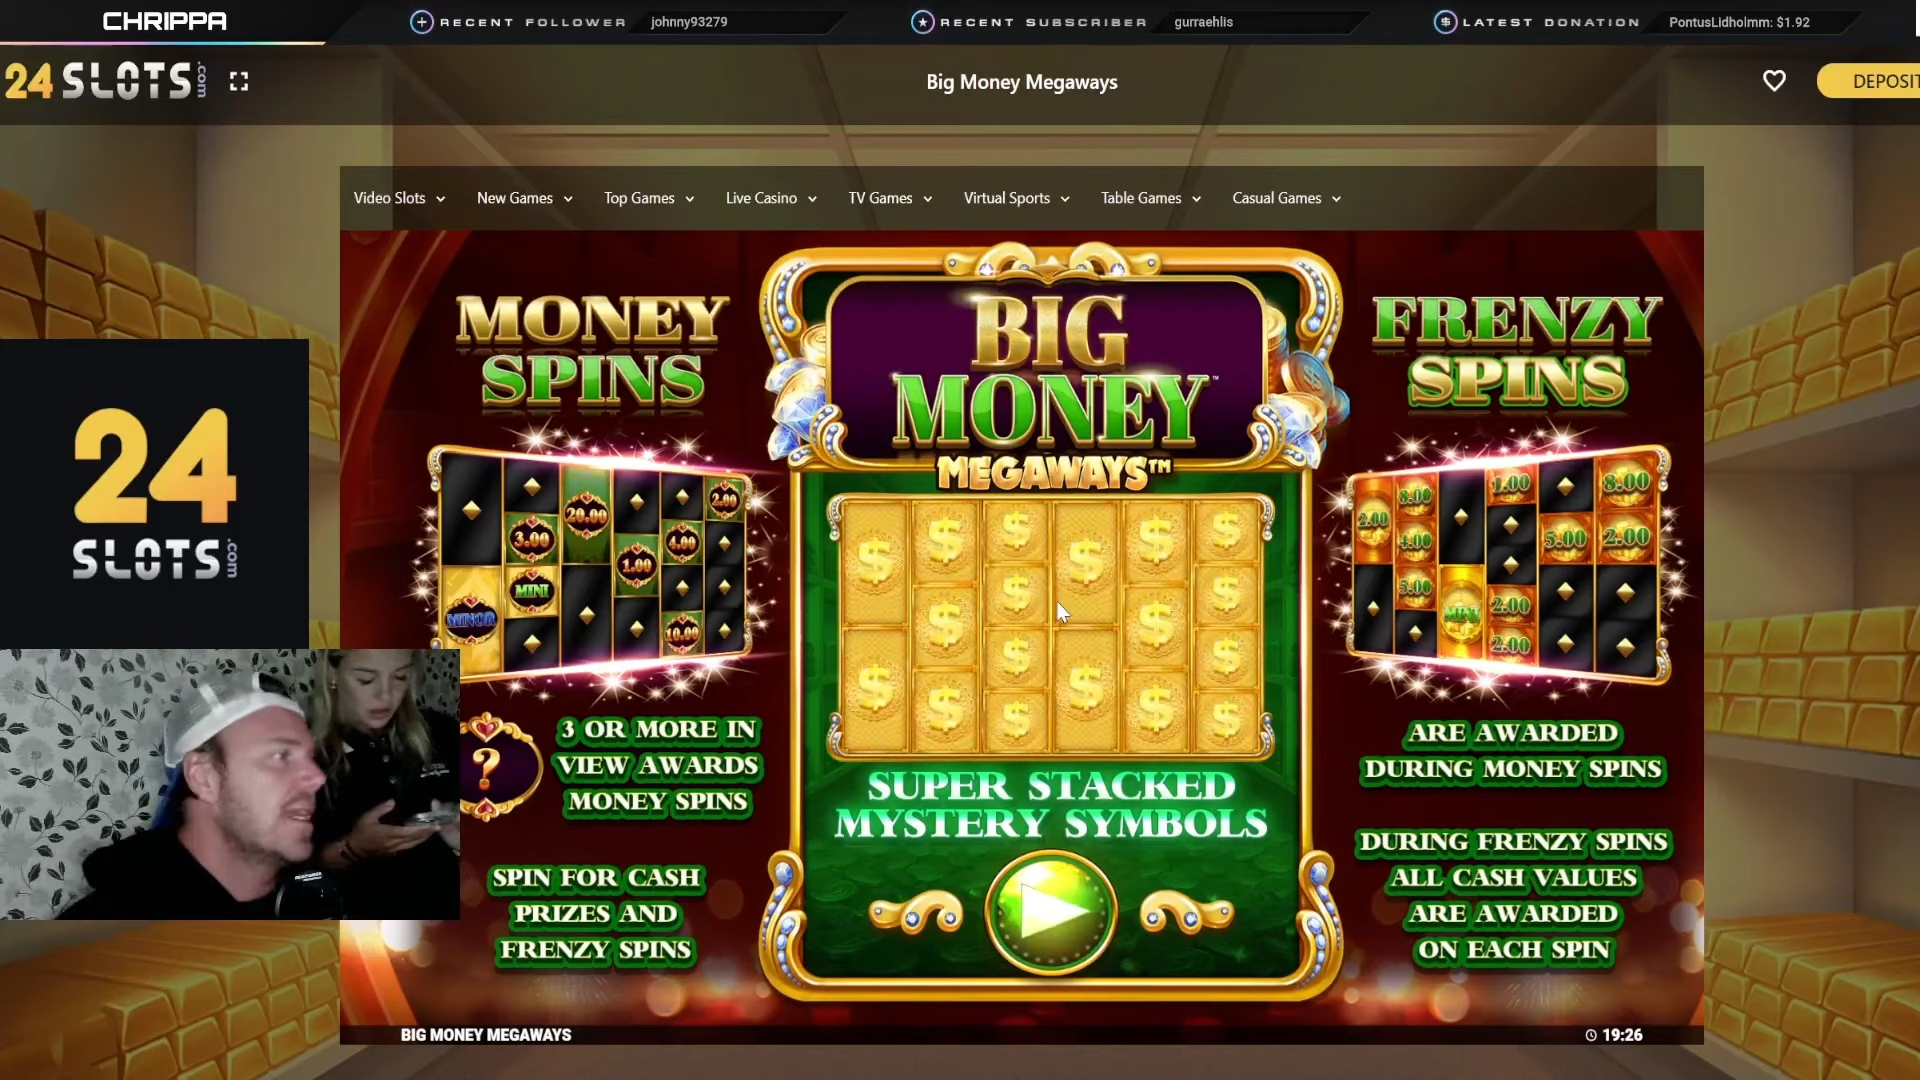 CHRIPPA
RECENT FOLLOWER johnny93279
RECENT SUBSCRIBER gurraehlis
LATEST DONATION PontusLidholmm: $1.92
24 SLOTS .com
Big Money Megaways
DEPOSIT
Video Slots
New Games
Top Games
Live Casino
TV Games
Virtual Sports
Table Games
Casual Games
MONEY
SPINS
3.00
MINOR
MINI
20.00
1.00
4.00
10.00
2.00
?
3 OR MORE IN
VIEW AWARDS
MONEY SPINS
SPIN FOR CASH
PRIZES AND
FRENZY SPINS
BIG
MONEY™
MEGAWAYS™
$ $ $ $ $ $
$ $ $ $ $ $
$ $ $ $
$ $
SUPER STACKED
MYSTERY SYMBOLS
FRENZY
SPINS
2.00
8.00
4.00
5.00
MINI
1.00
2.00
2.00
5.00
8.00
2.00
ARE AWARDED
DURING MONEY SPINS
DURING FRENZY SPINS
ALL CASH VALUES
ARE AWARDED
ON EACH SPIN
24
SLOTS .com
BIG MONEY MEGAWAYS
19:26